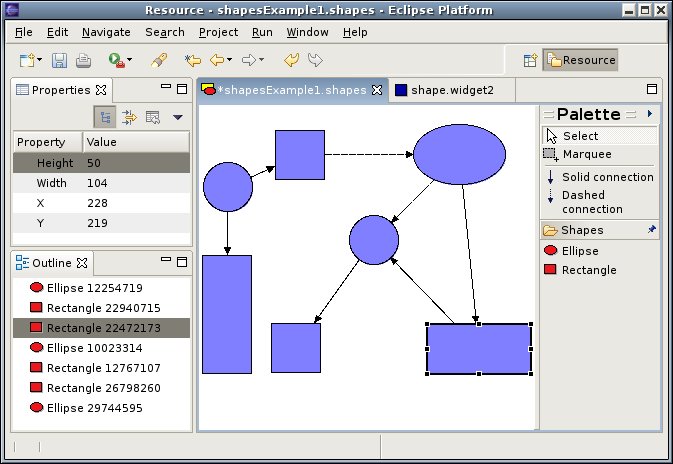 Resource - shapesExample1.shapes - Eclipse Platform
File Edit Navigate Search Project Run Window Help
Resource
Properties
Property Value
Height 50
Width 104
X 228
Y 219
Outline
Ellipse 12254719
Rectangle 22940715
Rectangle 22472173
Ellipse 10023314
Rectangle 12767107
Rectangle 26798260
Ellipse 29744595
*shapesExample1.shapes shape.widget2
Palette
Select
Marquee
Solid connection
Dashed
connection
Shapes
Ellipse
Rectangle